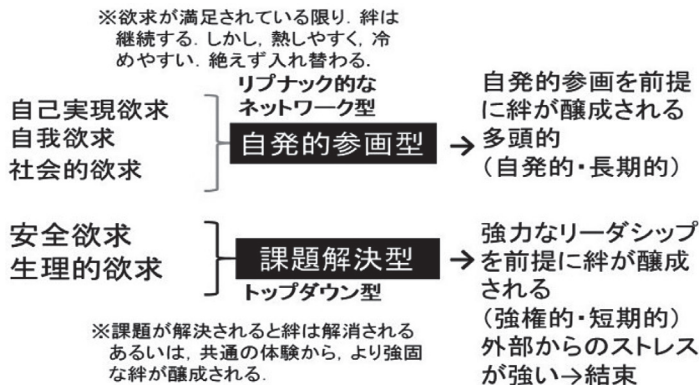 ※欲求が満足されている限り．絆は
継続する．しかし，熱しやすく，冷
めやすい．絶えず入れ替わる．
自己実現欲求
自我欲求
社会的欲求
リプナック的な
ネットワーク型
自発的参画型
→
自発的参画を前提
に絆が醸成される
多頭的
（自発的・長期的）
安全欲求
生理的欲求
課題解決型
トップダウン型
→
強力なリーダシップ
を前提に絆が醸成
される
（強権的・短期的）
外部からのストレス
が強い→結束
※課題が解決されると絆は解消される
あるいは，共通の体験から，より強固
な絆が醸成される．